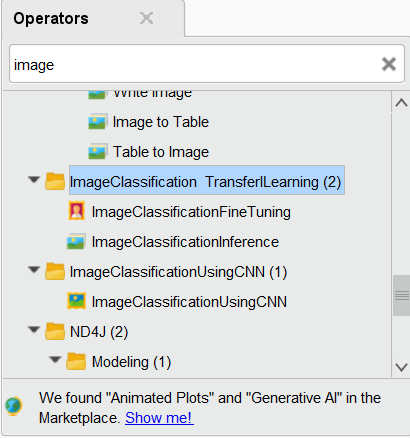 Operators
image
Write Image
Image to Table
Table to Image
ImageClassification TransferlLearning (2)
ImageClassificationFineTuning
ImageClassificationInference
ImageClassificationUsingCNN (1)
ImageClassificationUsingCNN
ND4J (2)
Modeling (1)
We found "Animated Plots" and "Generative AI" in the
Marketplace. Show me!